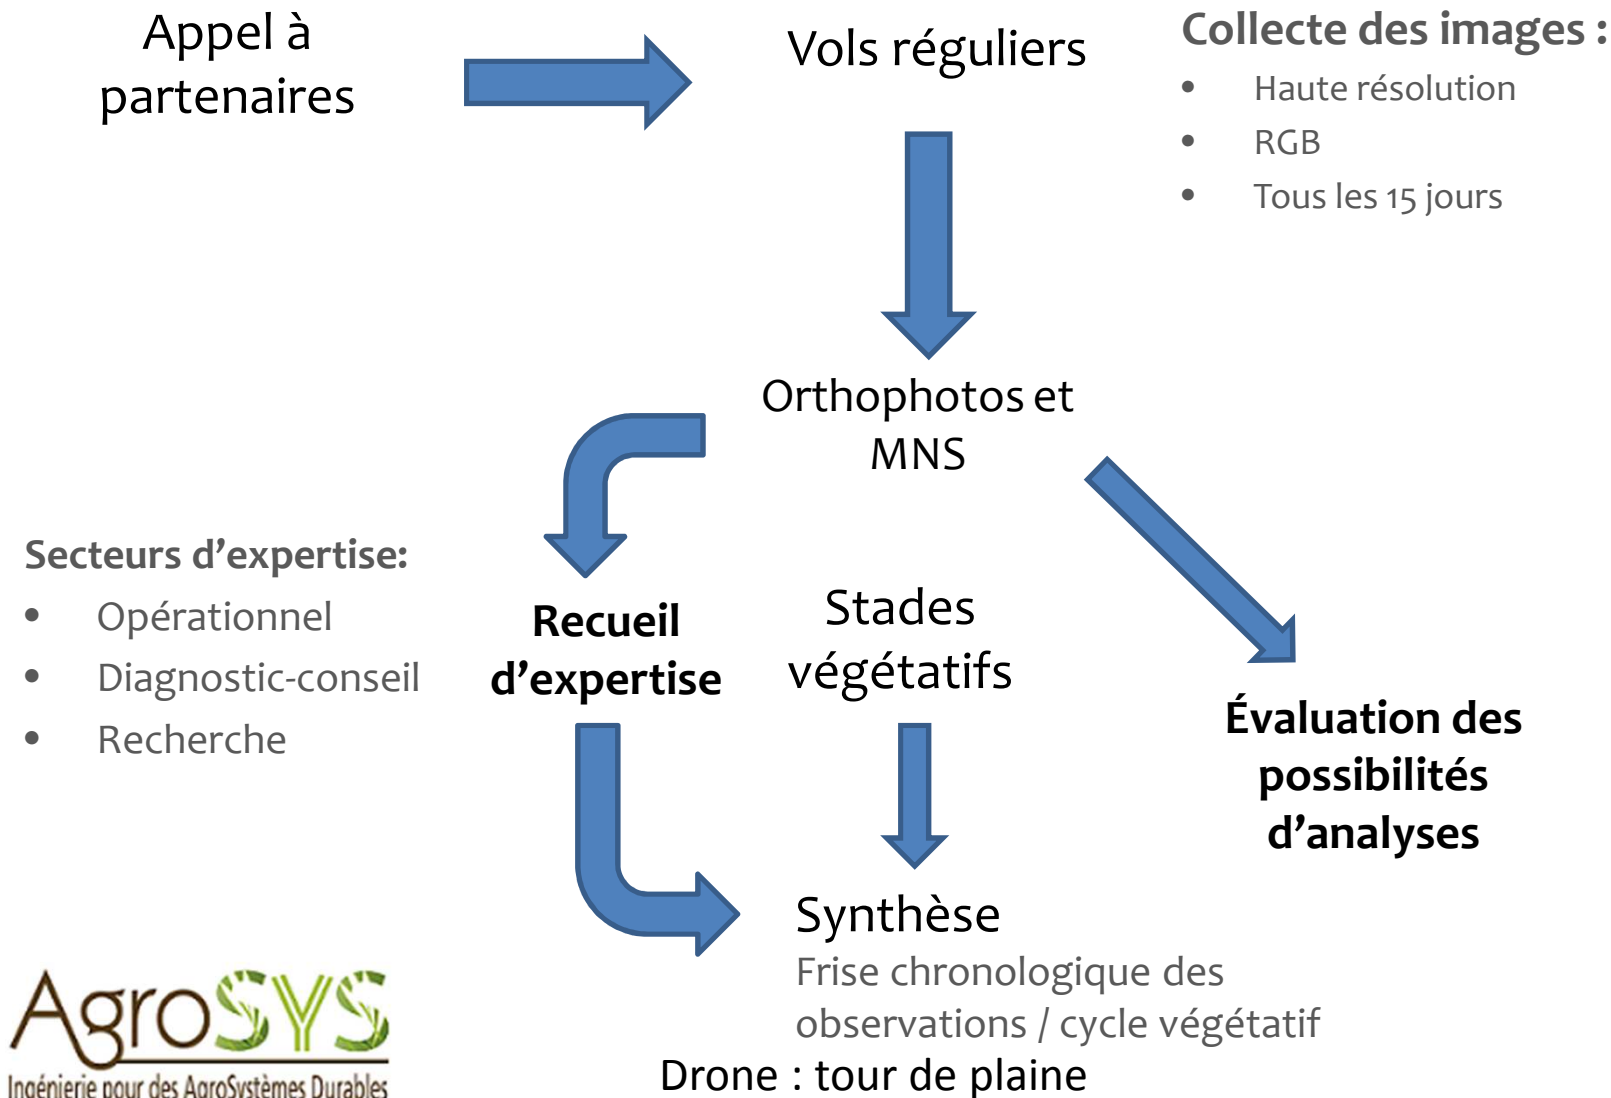 Appel à
partenaires
Vols réguliers
Collecte des images :
• Haute résolution
• RGB
• Tous les 15 jours
Orthophotos et
MNS
Secteurs d’expertise:
• Opérationnel
• Diagnostic-conseil
• Recherche
Recueil
d’expertise
Stades
végétatifs
Évaluation des
possibilités
d’analyses
Synthèse
Frise chronologique des
observations / cycle végétatif
AgroSYS
Ingénierie pour des AgroSystèmes Durables
Drone : tour de plaine